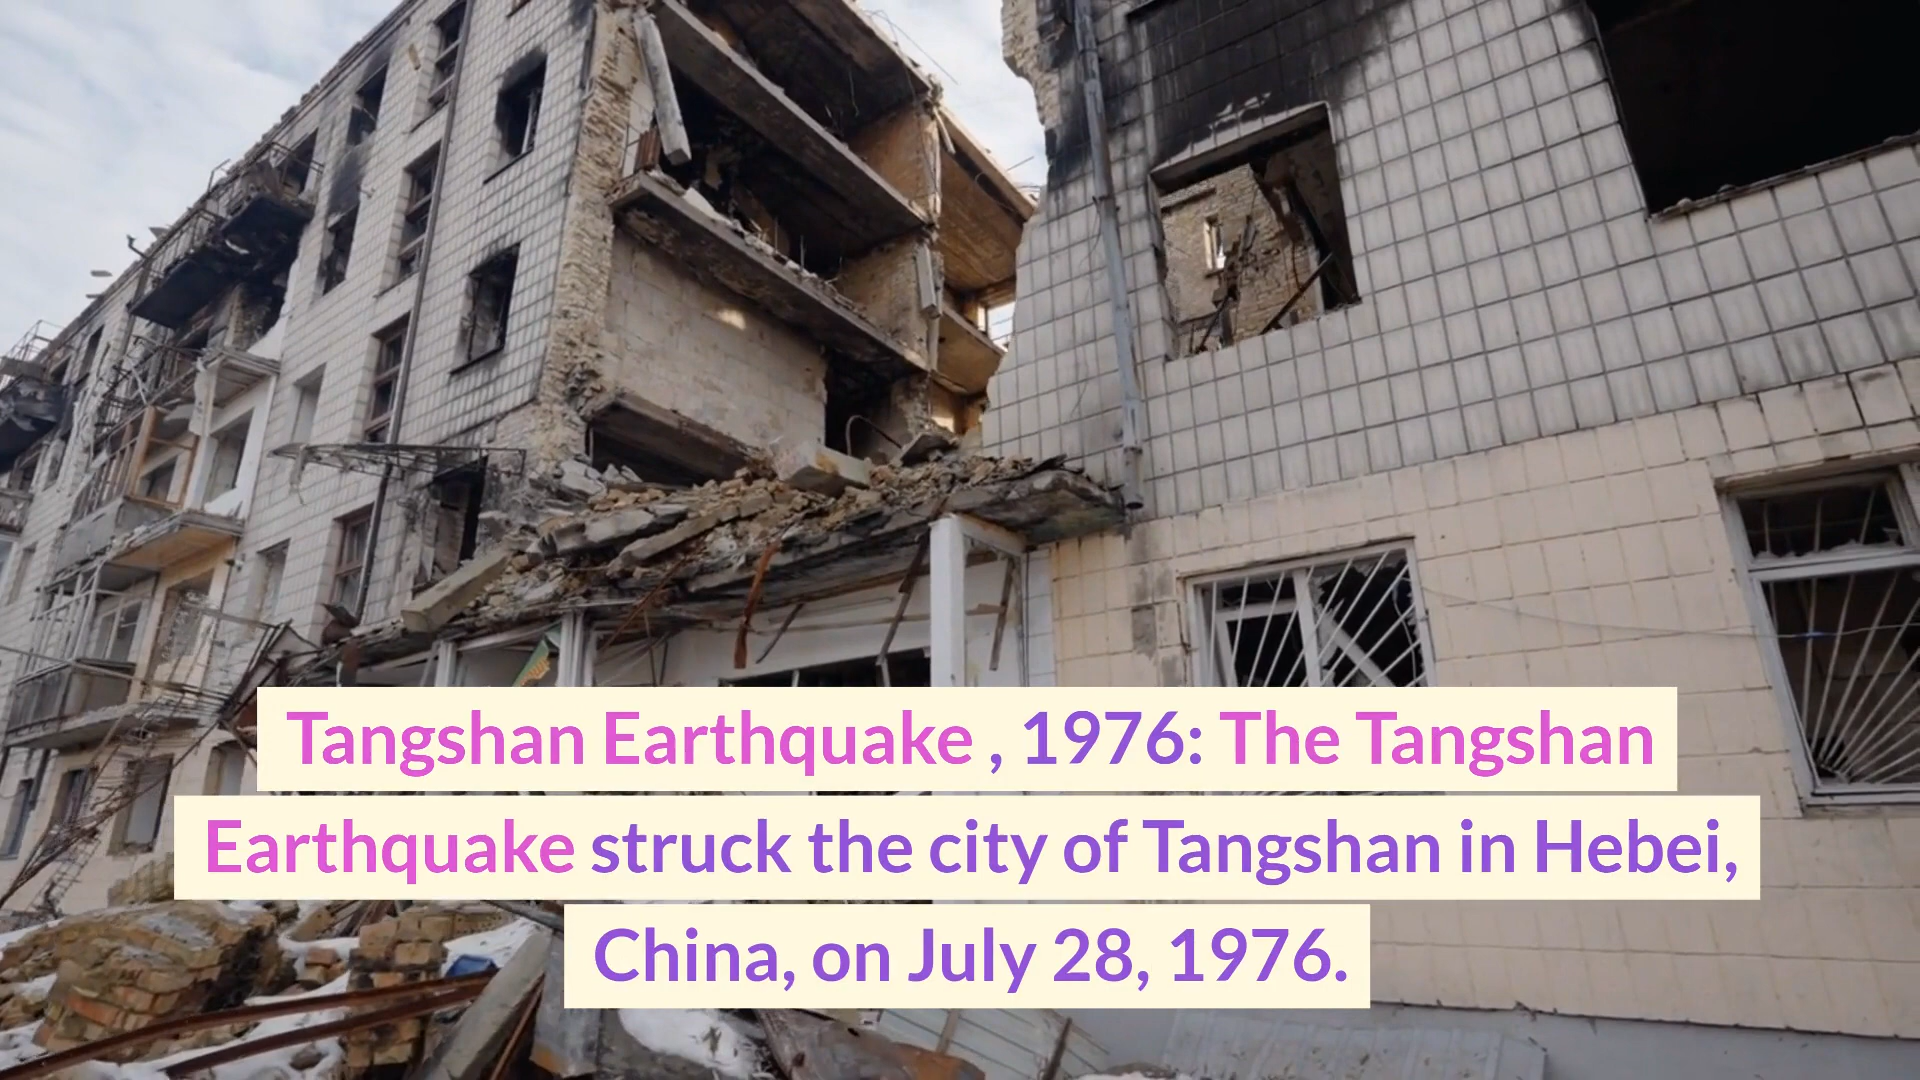 Tangshan Earthquake , 1976: The Tangshan
Earthquake struck the city of Tangshan in Hebei,
China, on July 28, 1976.